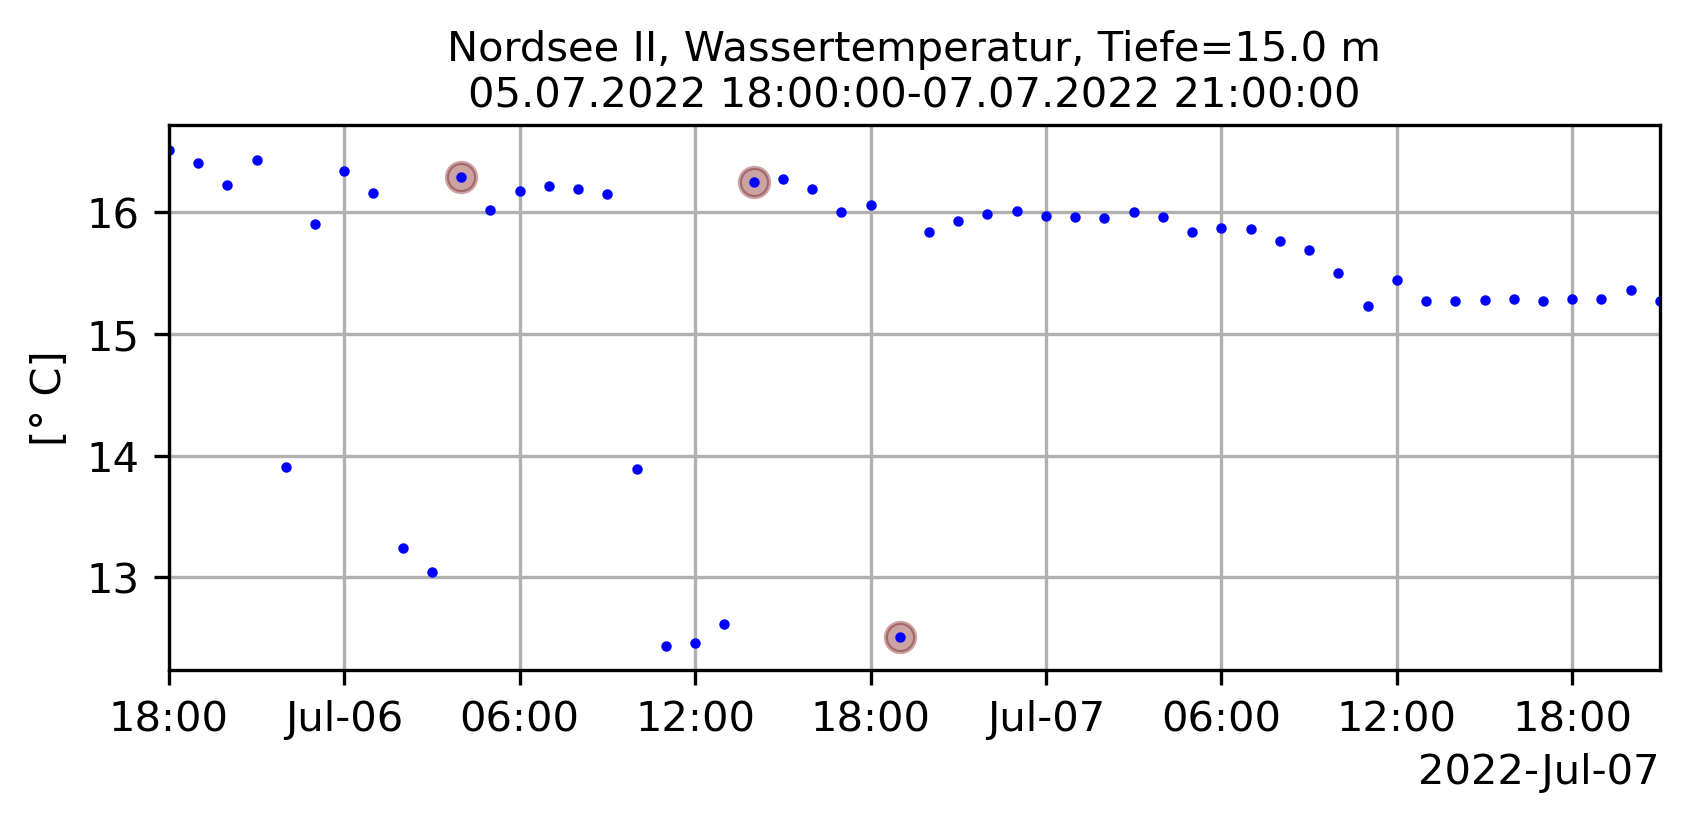 Nordsee II, Wassertemperatur, Tiefe=15.0 m
05.07.2022 18:00:00-07.07.2022 21:00:00
[° C]
16
15
14
13
18:00 Jul-06 06:00 12:00 18:00 Jul-07 06:00 12:00 18:00
2022-Jul-07